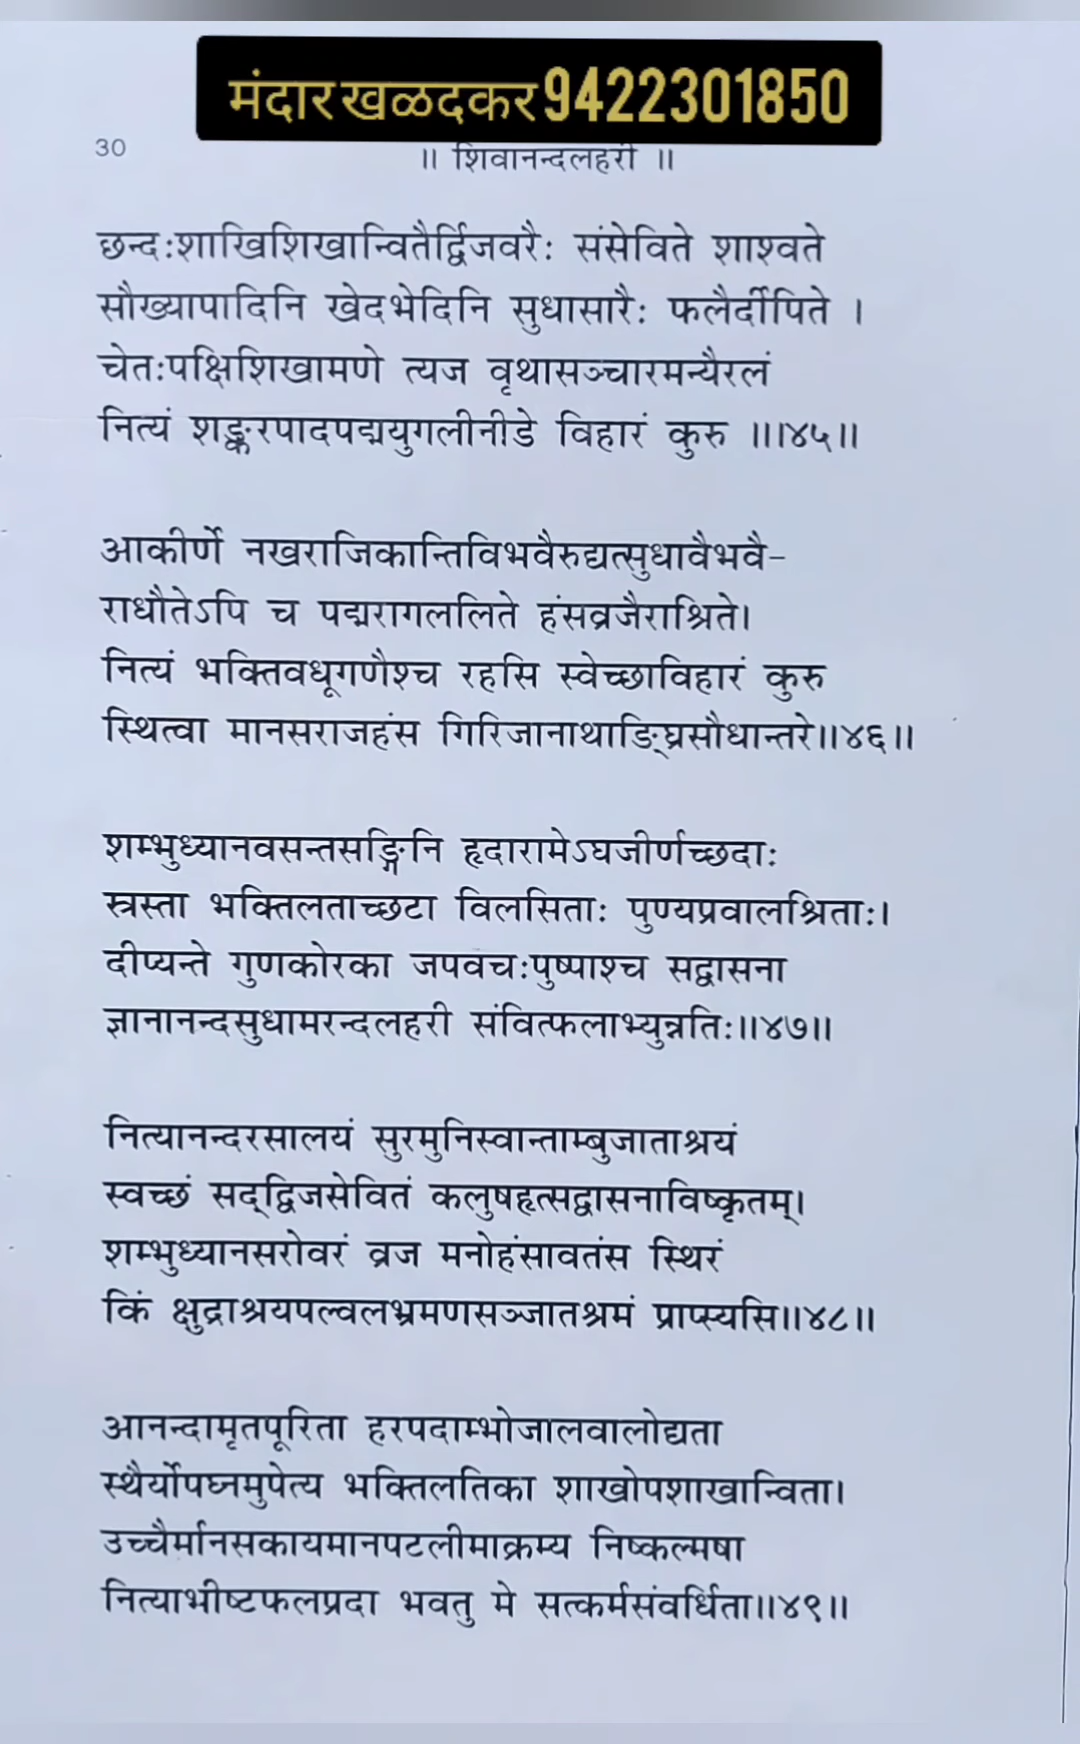 मंदार खळदकर 9422301850
30
॥ शिवानन्दलहरी ॥
छन्दःशाखिशिखान्वितैर्द्विजवरैः संसेविते शाश्वते
सौख्यापादिनि खेदभेदिनि सुधासारैः फलैर्दीपिते ।
चेतःपक्षिशिखामणे त्यज वृथासञ्चारमन्यैरलं
नित्यं शङ्करपादपद्मयुगलीनीडे विहारं कुरु ॥।४५॥
आकीर्णे नखराजिकान्तिविभवैरुद्यत्सुधावैभवै-
राधौतेऽपि च पद्मरागललिते हंसव्रजैराश्रिते।
नित्यं भक्तिवधूगणैश्च रहसि स्वेच्छाविहारं कुरु
स्थित्वा मानसराजहंस गिरिजानाथाङ्घ्रिसौधान्तरे॥४६॥
शम्भुध्यानवसन्तसङ्गिनि हृदारामेऽघजीर्णच्छदाः
स्त्रस्ता भक्तिलताच्छटा विलसिताः पुण्यप्रवालश्रिताः।
दीप्यन्ते गुणकोरका जपवचःपुष्पाश्च सद्वासना
ज्ञानानन्दसुधामरन्दलहरी संवित्फलाभ्युन्नतिः॥४७॥
नित्यानन्दरसालयं सुरमुनिस्वान्ताम्बुजाताश्रयं
स्वच्छं सद्‌द्विजसेवितं कलुषहृत्सद्वासनाविष्कृतम्।
शम्भुध्यानसरोवरं व्रज मनोहंसावतंस स्थिरं
किं क्षुद्राश्रयपल्वलभ्रमणसञ्जातश्रमं प्राप्स्यसि॥४८॥
आनन्दामृतपूरिता हरपदाम्भोजालवालोद्यता
स्थैर्योपघ्नमुपेत्य भक्तिलतिका शाखोपशाखान्विता।
उच्चैर्मानसकायमानपटलीमाक्रम्य निष्कल्मषा
नित्याभीष्टफलप्रदा भवतु मे सत्कर्मसंवर्धिता॥४९॥